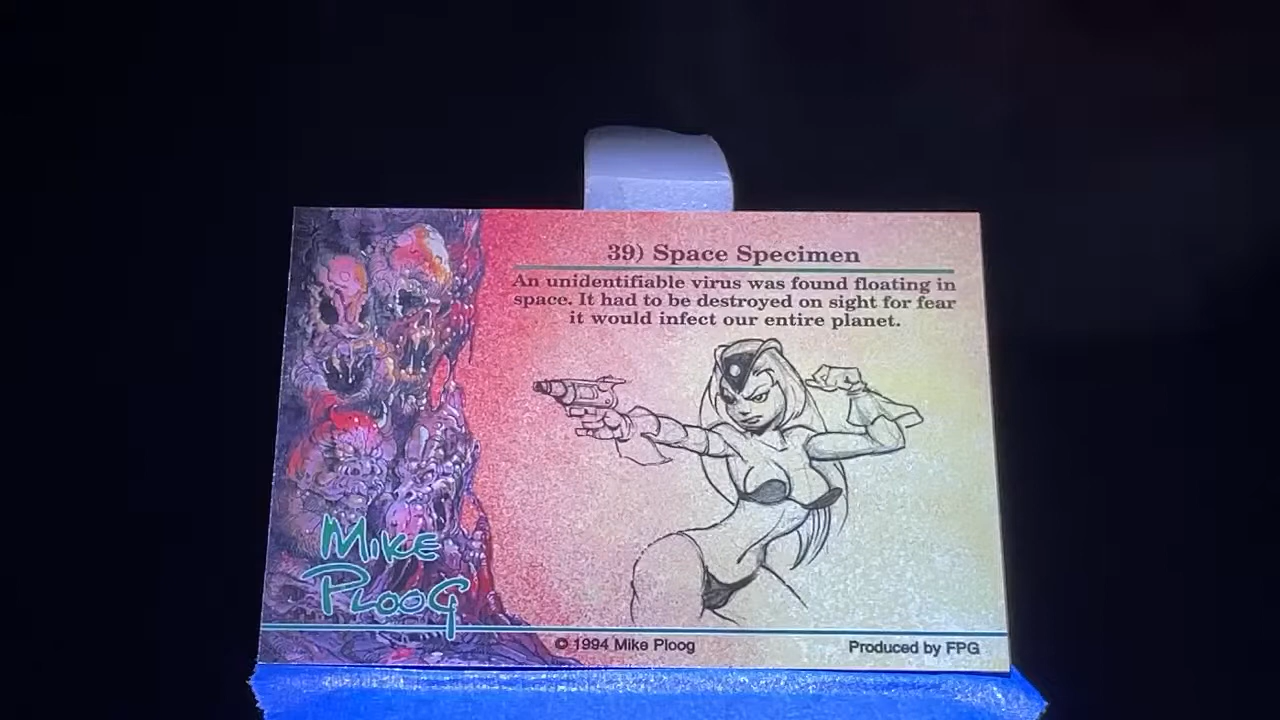 39) Space Specimen
An unidentifiable virus was found floating in
space. It had to be destroyed on sight for fear
it would infect our entire planet.
MIKE
PLOOG
© 1994 Mike Ploog
Produced by FPG